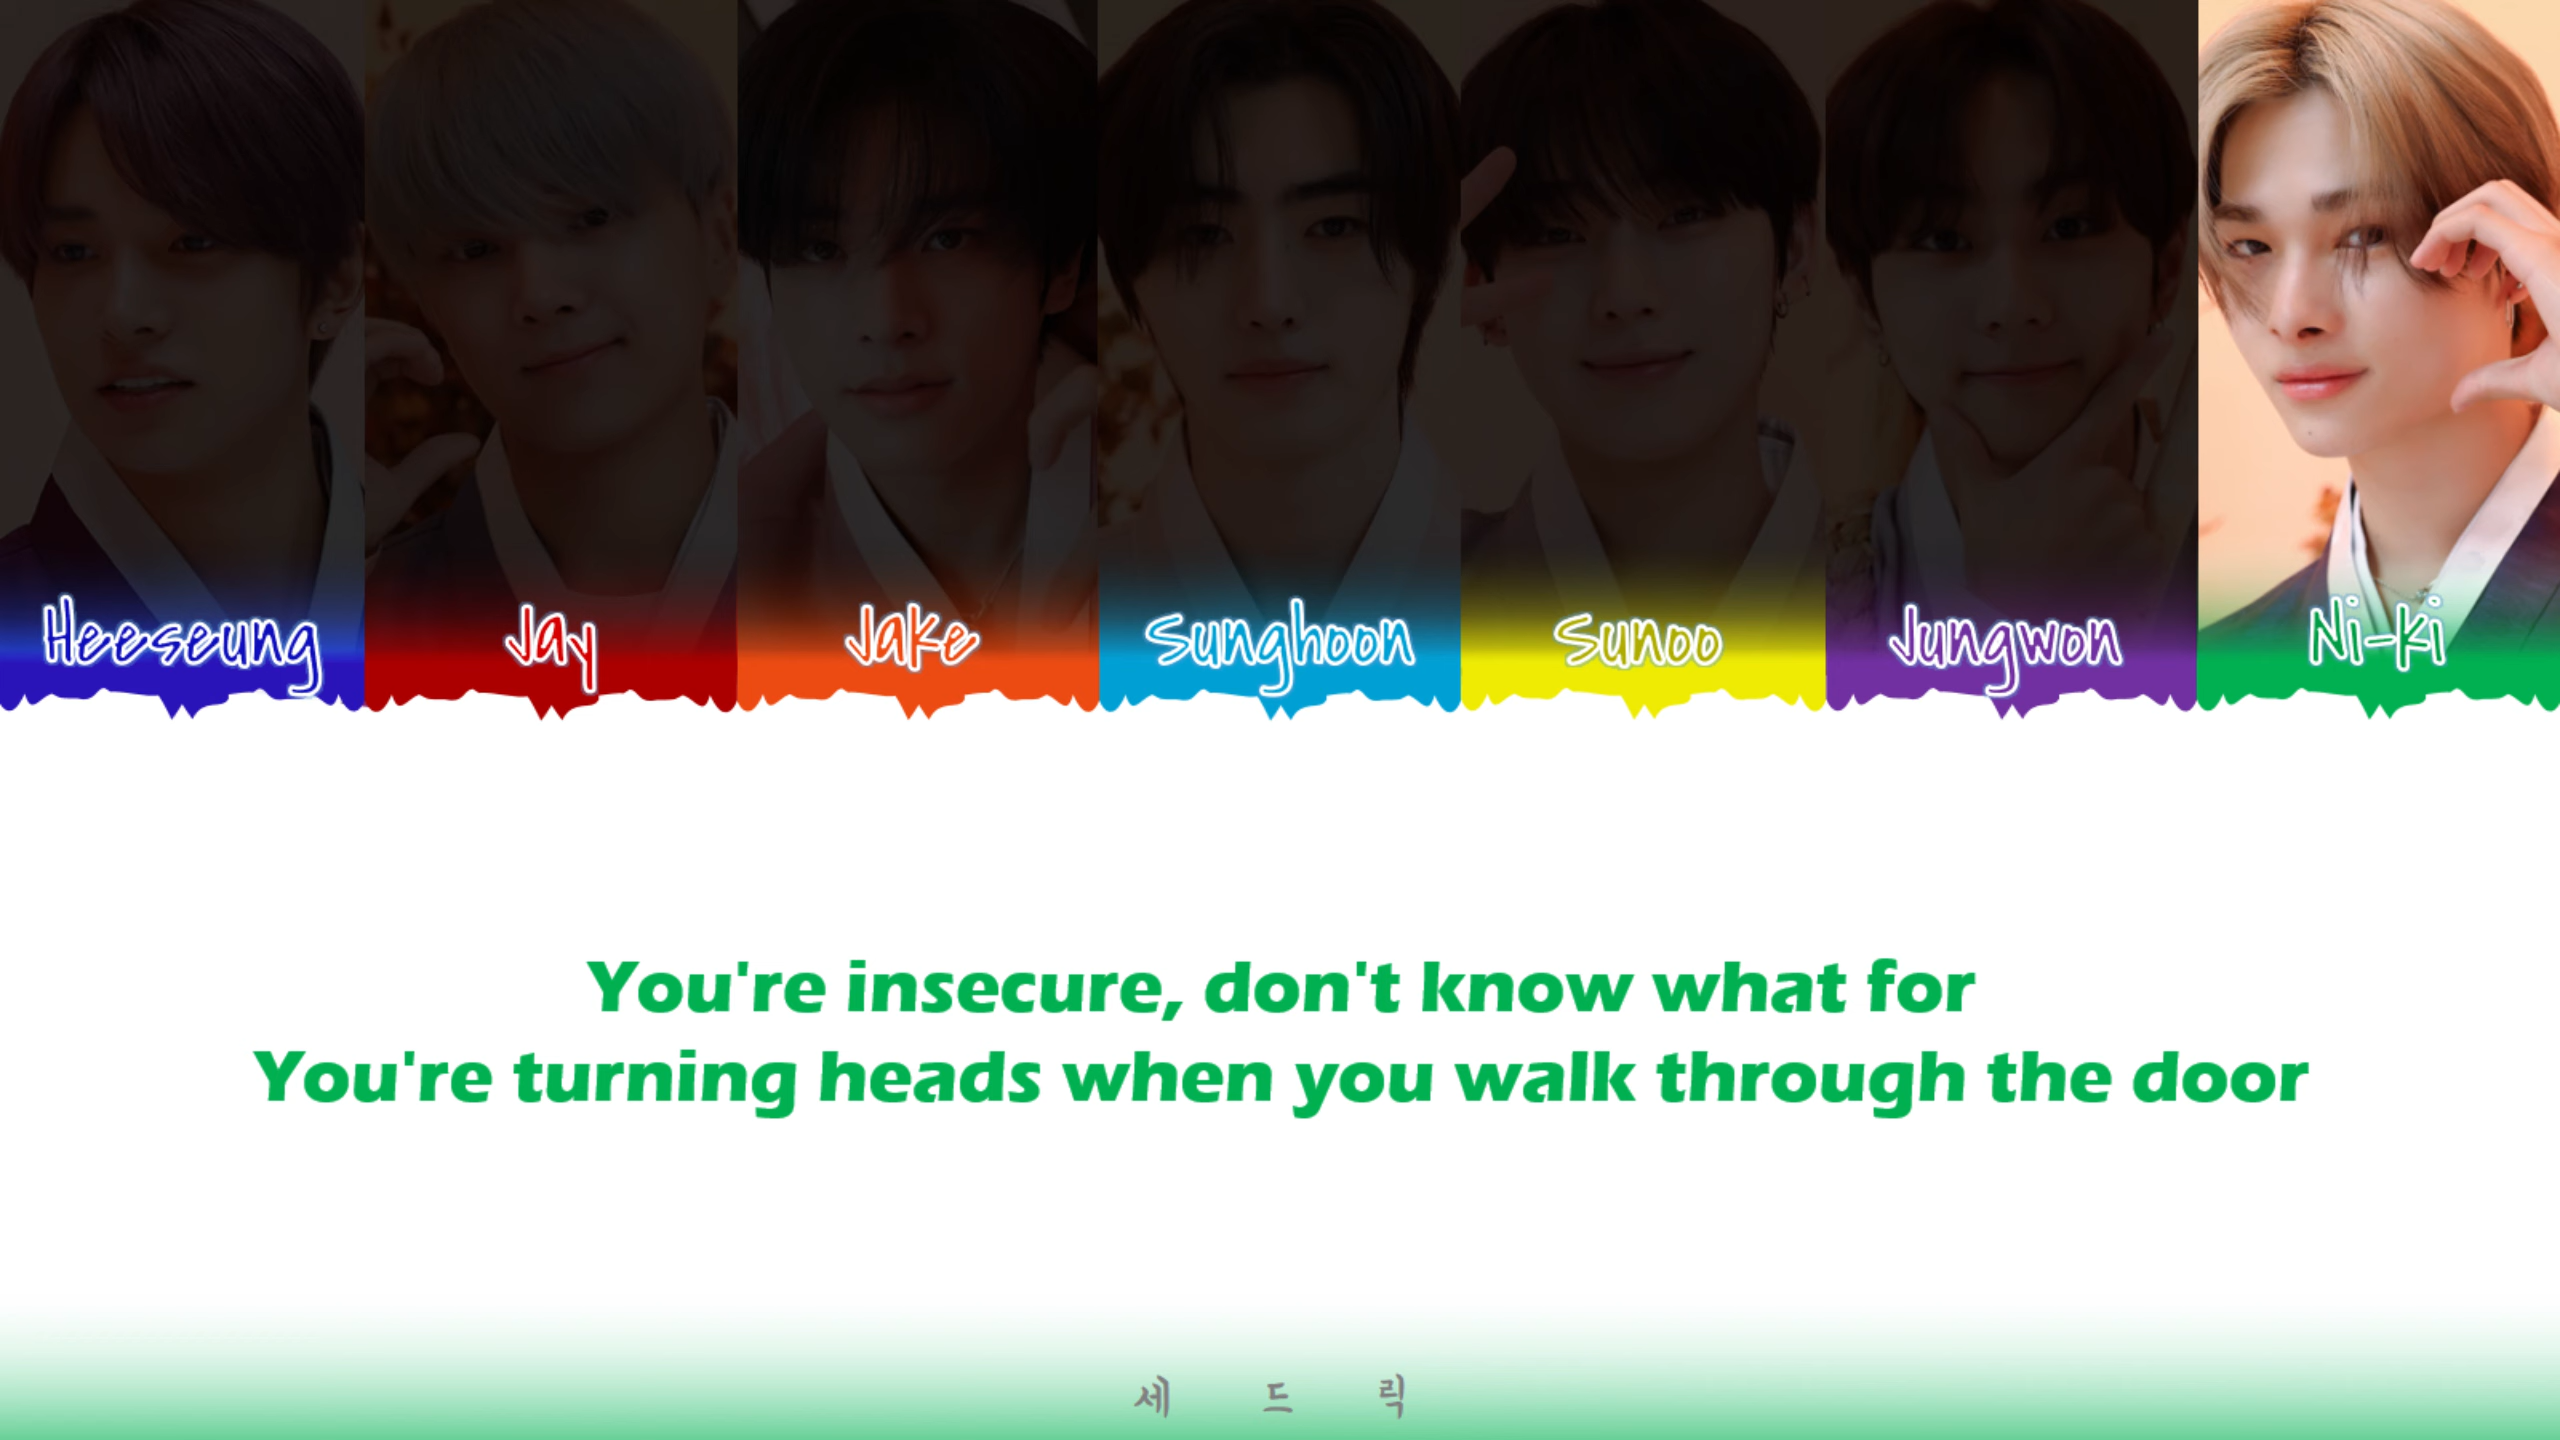 Heeseung Jay Jake Sunghoon Sunoo Jungwon Ni-ki
You're insecure, don't know what for
You're turning heads when you walk through the door
세 드 릭